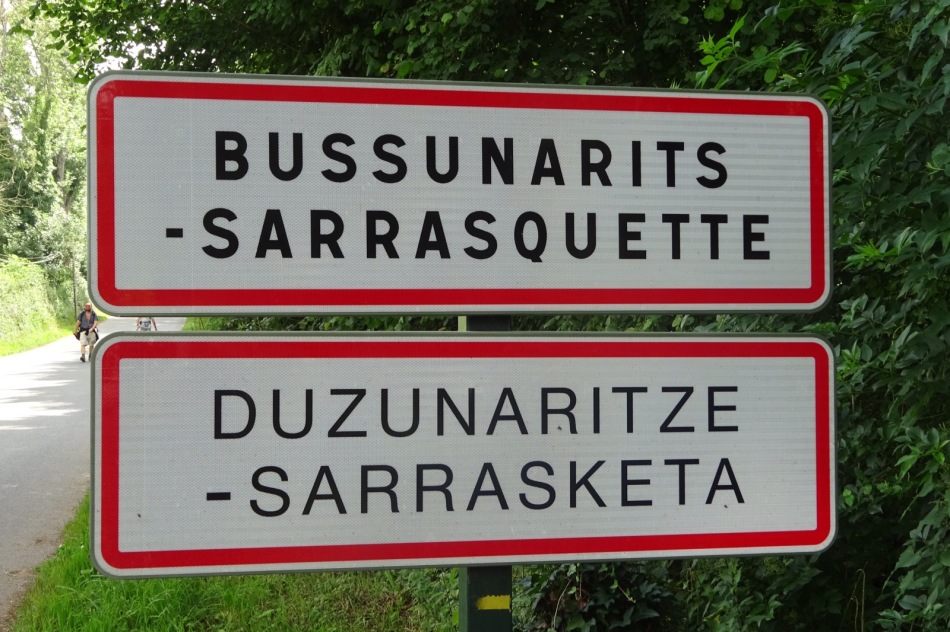 BUSSUNARITS
-SARRASQUETTE
DUZUNARITZE
-SARRASKETA